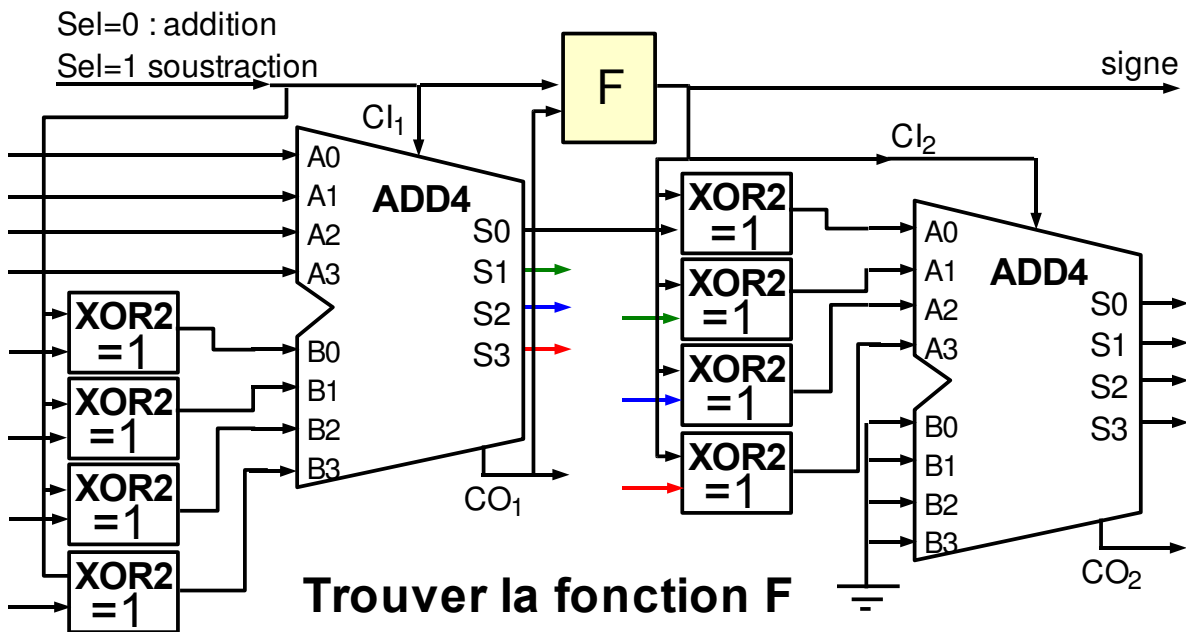 Sel=0 : addition
Sel=1 soustraction
F
signe
CI1
CI2
A0
A1
A2
A3
ADD4
S0
S1
S2
S3
B0
B1
B2
B3
CO1
XOR2
=1
XOR2
=1
XOR2
=1
XOR2
=1
XOR2
=1
XOR2
=1
XOR2
=1
XOR2
=1
A0
A1
A2
A3
ADD4
S0
S1
S2
S3
B0
B1
B2
B3
CO2
Trouver la fonction F